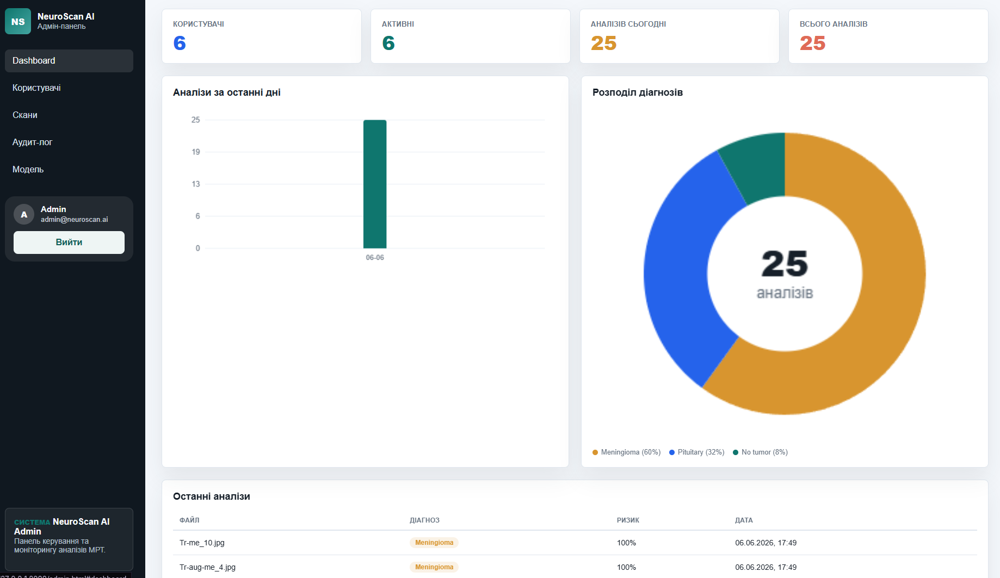 NS
NeuroScan AI
Адмін-панель
Dashboard
Користувачі
Скани
Аудит-лог
Модель
A
Admin
admin@neuroscan.ai
Вийти
СИСТЕМА NeuroScan AI
Admin
Панель керування та
моніторингу аналізів МРТ.
КОРИСТУВАЧІ
6
АКТИВНІ
6
АНАЛІЗІВ СЬОГОДНІ
25
ВСЬОГО АНАЛІЗІВ
25
Аналізи за останні дні
25
19
13
6
0
06-06
Розподіл діагнозів
25
аналізів
Meningioma (60%) Pituitary (32%) No tumor (8%)
Останні аналізи
ФАЙЛ ДІАГНОЗ РИЗИК ДАТА
Tr-me_10.jpg Meningioma 100% 06.06.2026, 17:49
Tr-aug-me_4.jpg Meningioma 100% 06.06.2026, 17:49